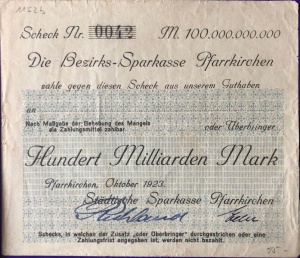 11526
Scheck Nr. 0042 M. 100.000.000.000
Die Bezirks-Sparkasse Pfarrkirchen
zahle gegen diesen Scheck aus unserem Guthaben
an
Nach Maßgabe der Behebung des Mangels
die Zahlungsmittel zahlbar. oder Überbringer
Hundert Milliarden Mark
Pfarrkirchen, Oktober 1923.
Städtische Sparkasse Pfarrkirchen
Schecks, in welchen der Zusatz „oder Überbringer" durchgestrichen oder eine
Zahlungsfrist angegeben ist, werden nicht bezahlt.